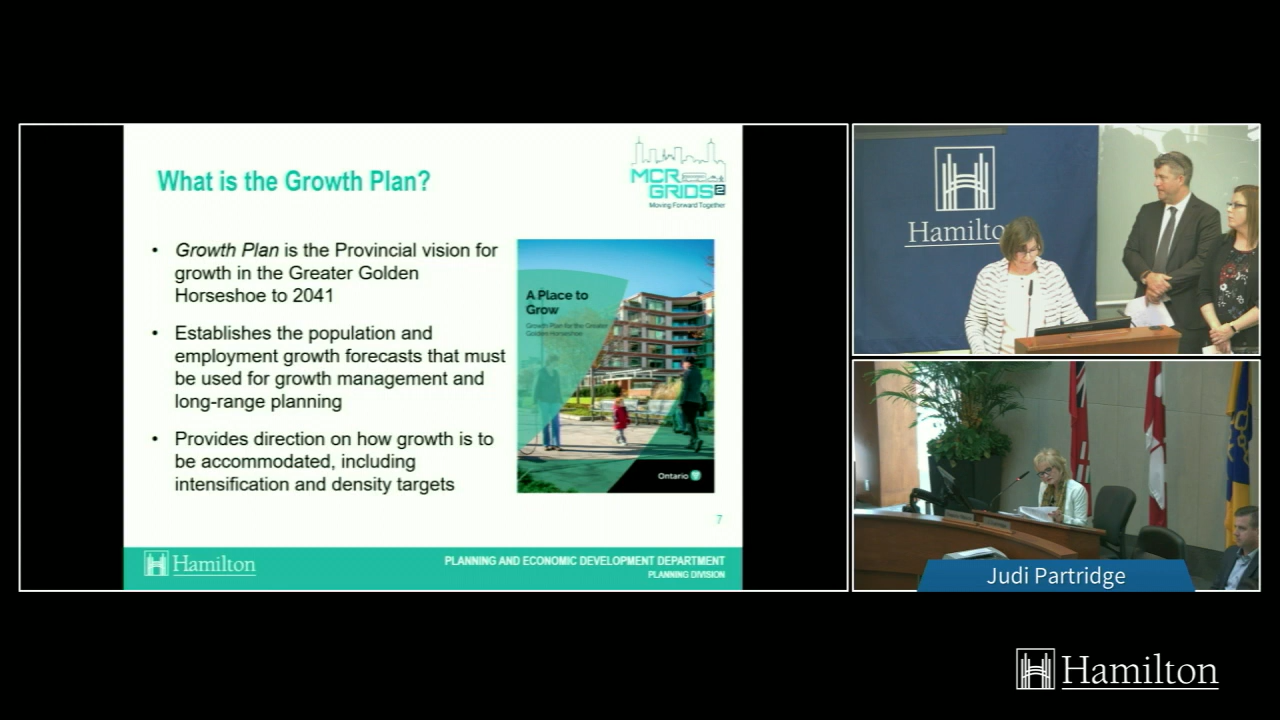 What is the Growth Plan?
MCR
GRIDS2
Moving Forward Together
• Growth Plan is the Provincial vision for
growth in the Greater Golden
Horseshoe to 2041
• Establishes the population and
employment growth forecasts that must
be used for growth management and
long-range planning
• Provides direction on how growth is to
be accommodated, including
intensification and density targets
A Place to
Grow
Growth Plan for the Greater
Golden Horseshoe
Ontario
7
Hamilton
PLANNING AND ECONOMIC DEVELOPMENT DEPARTMENT
PLANNING DIVISION
Hamilto
Judi Partridge
Hamilton